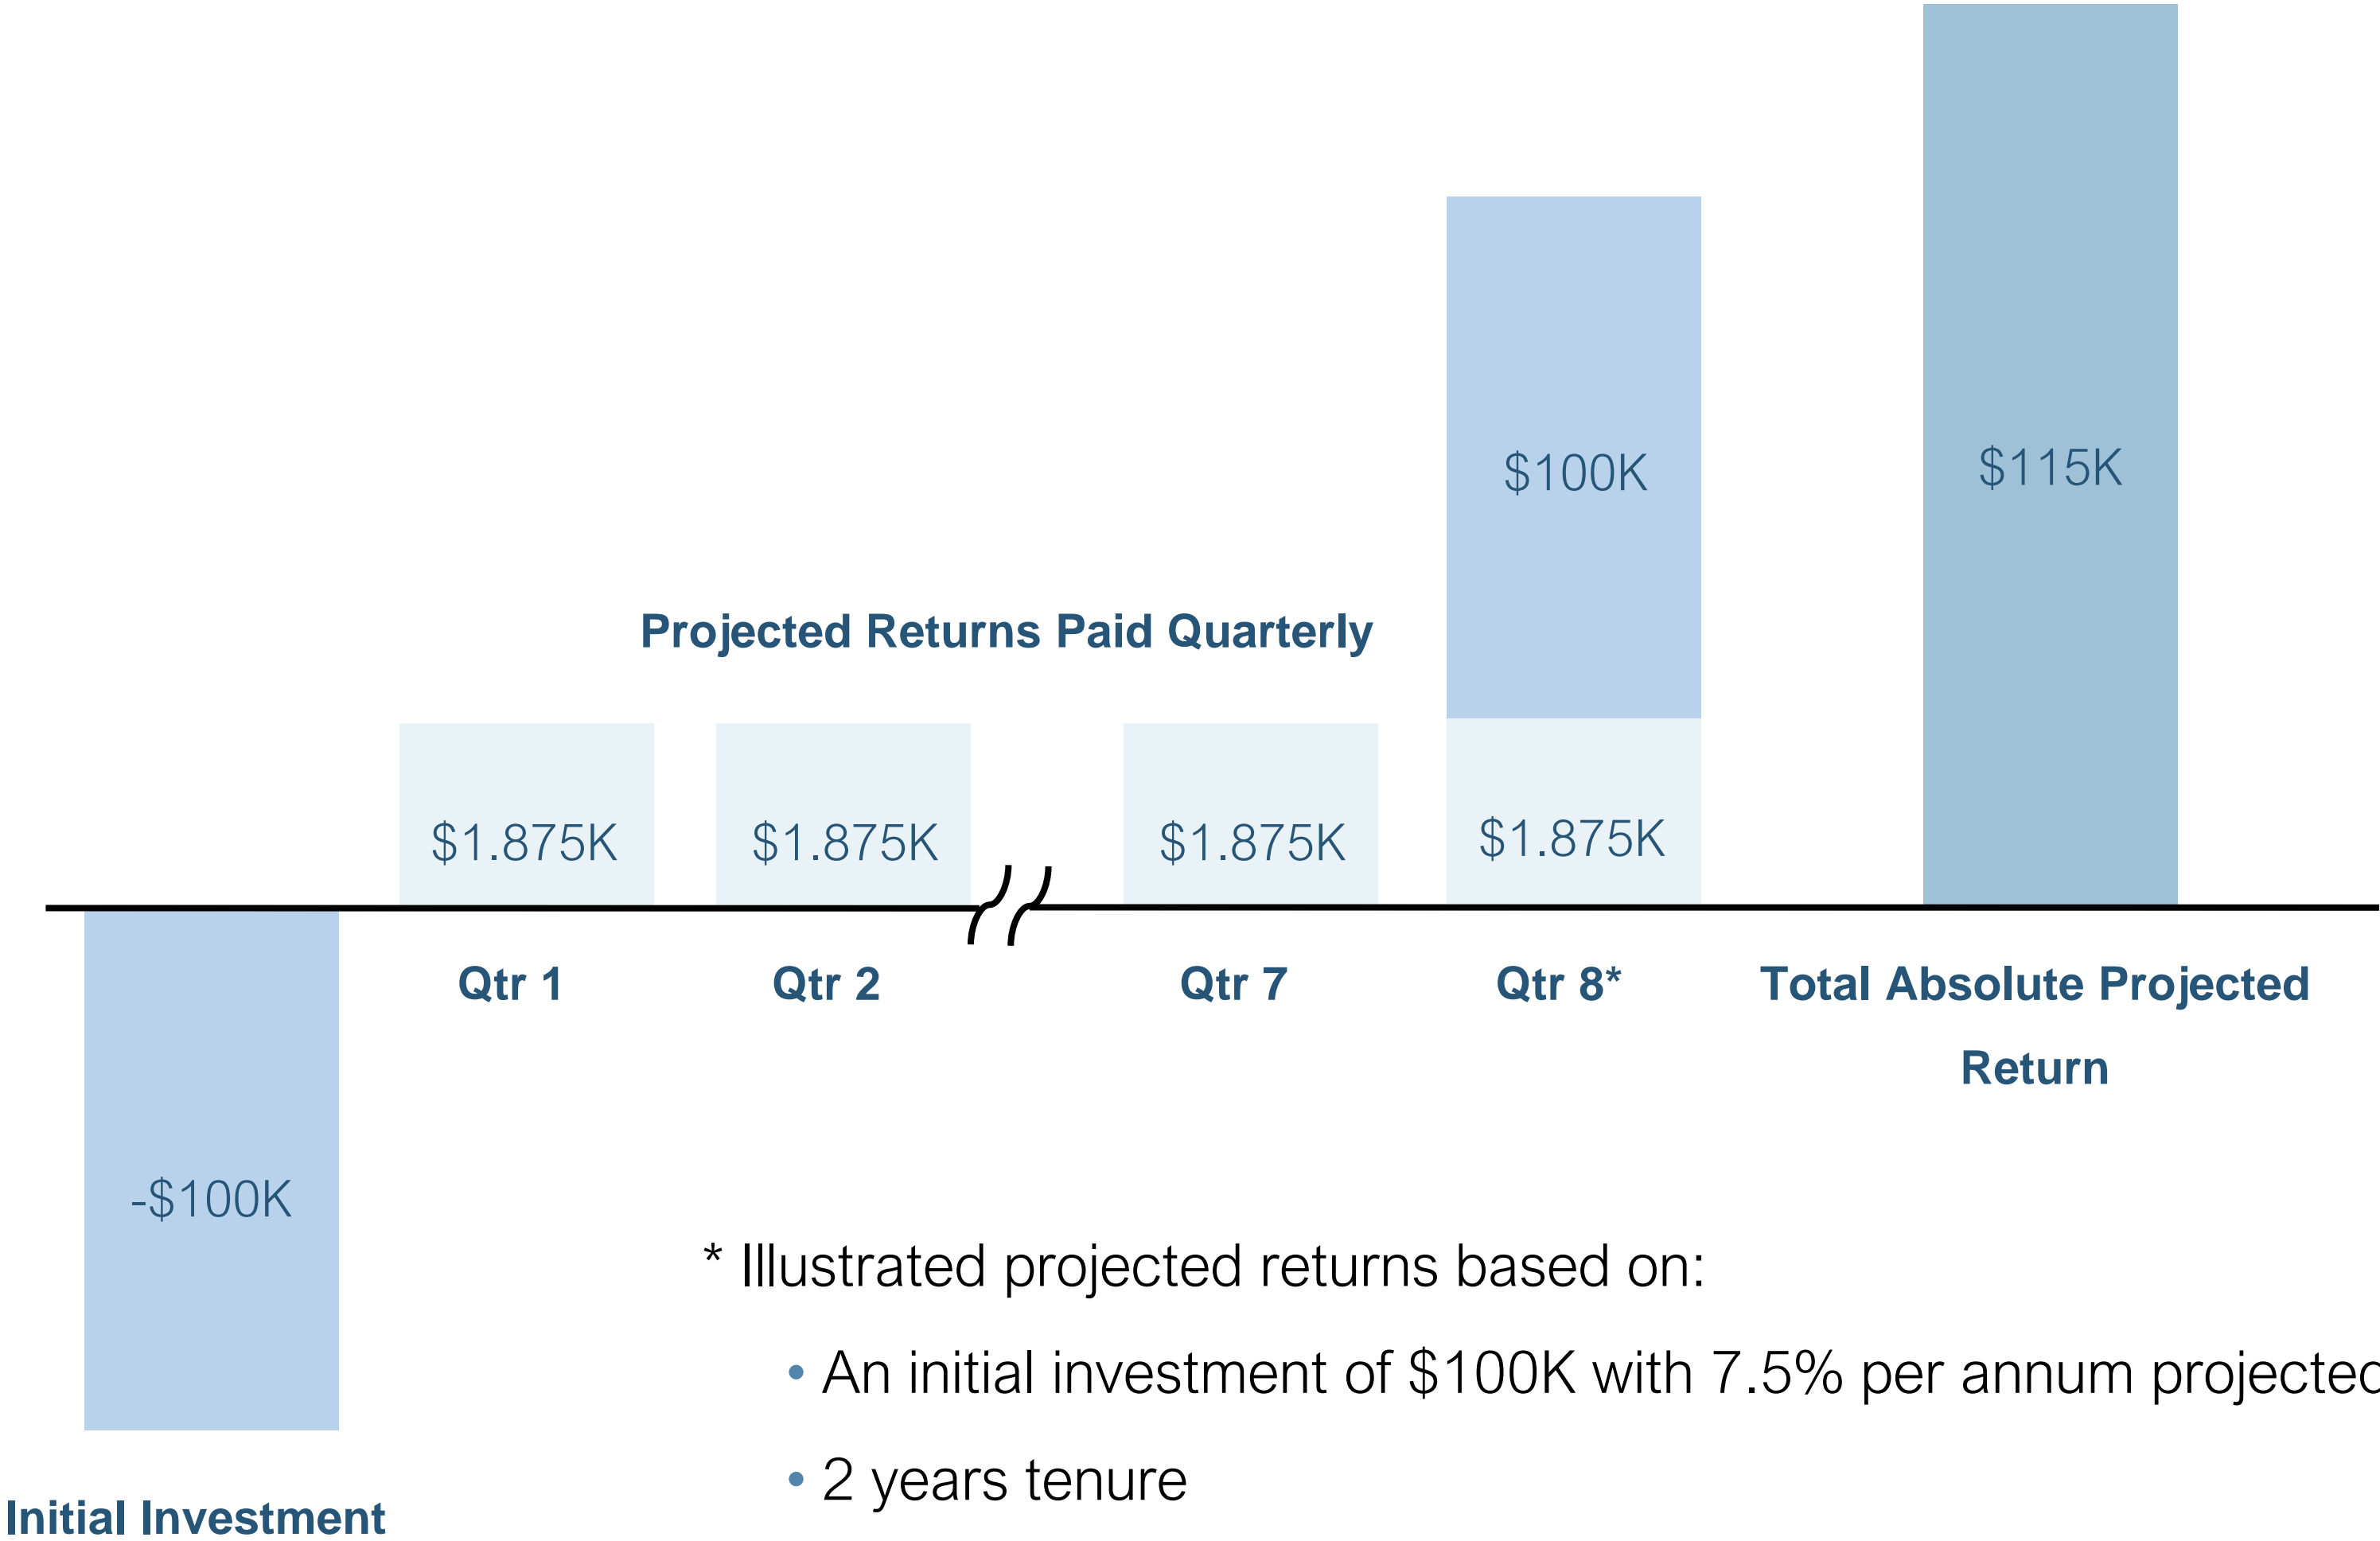 $100K
$115K
Projected Returns Paid Quarterly
$1.875K
$1.875K
$1.875K
$1.875K
Qtr 1
Qtr 2
Qtr 7
Qtr 8*
Total Absolute Projected
Return
-$100K
* Illustrated projected returns based on:
• An initial investment of $100K with 7.5% per annum projected
• 2 years tenure
Initial Investment